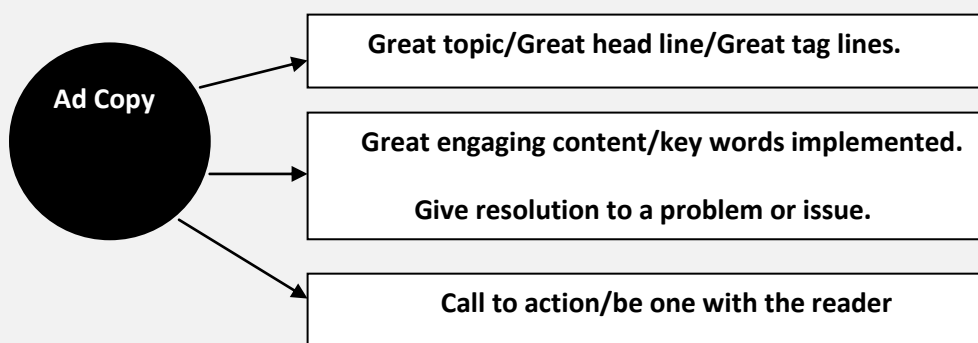 Ad Copy
Great topic/Great head line/Great tag lines.
Great engaging content/key words implemented.
Give resolution to a problem or issue.
Call to action/be one with the reader